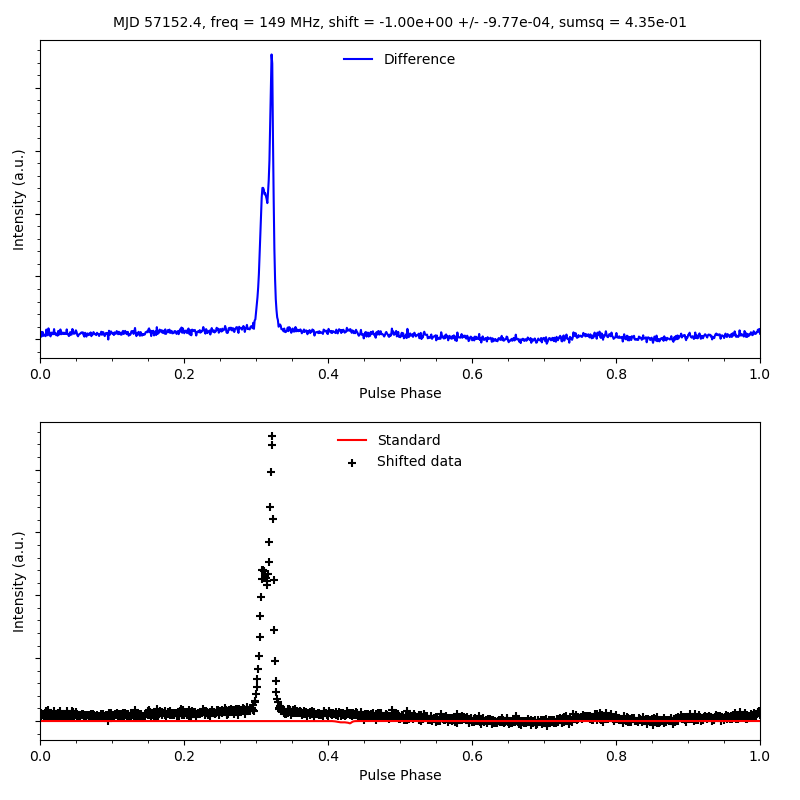 MJD 57152.4, freq = 149 MHz, shift = -1.00e+00 +/- -9.77e-04, sumsq = 4.35e-01
Difference
Intensity (a.u.)
0.0 0.2 0.4 0.6 0.8 1.0
Pulse Phase
Standard
Shifted data
Intensity (a.u.)
0.0 0.2 0.4 0.6 0.8 1.0
Pulse Phase